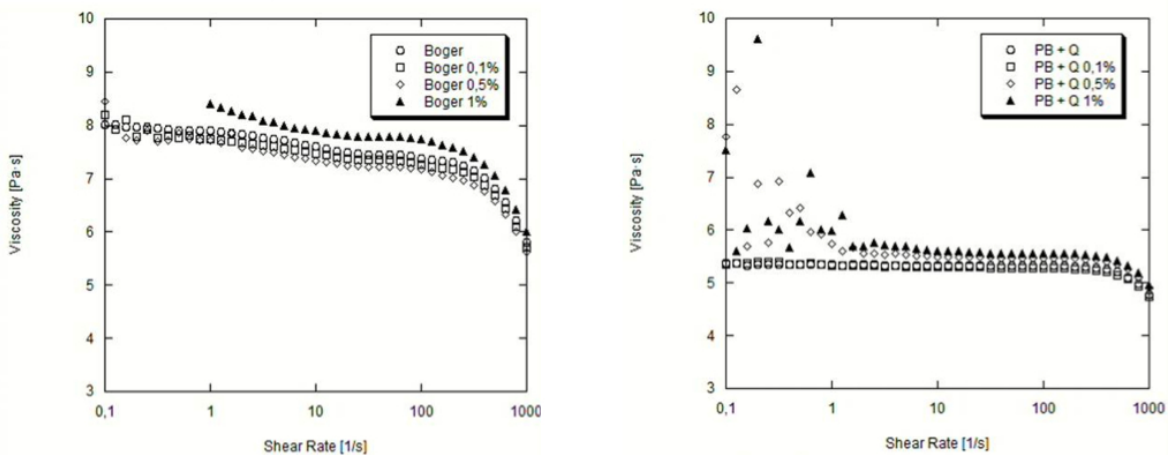 10
9
8
7
6
5
4
3
Viscosity [Pa·s]
0,1
1
10
100
1000
Shear Rate [1/s]
Boger
Boger 0,1%
Boger 0,5%
Boger 1%
10
9
8
7
6
5
4
3
Viscosity [Pa·s]
0,1
1
10
100
1000
Shear Rate [1/s]
PB + Q
PB + Q 0,1%
PB + Q 0,5%
PB + Q 1%